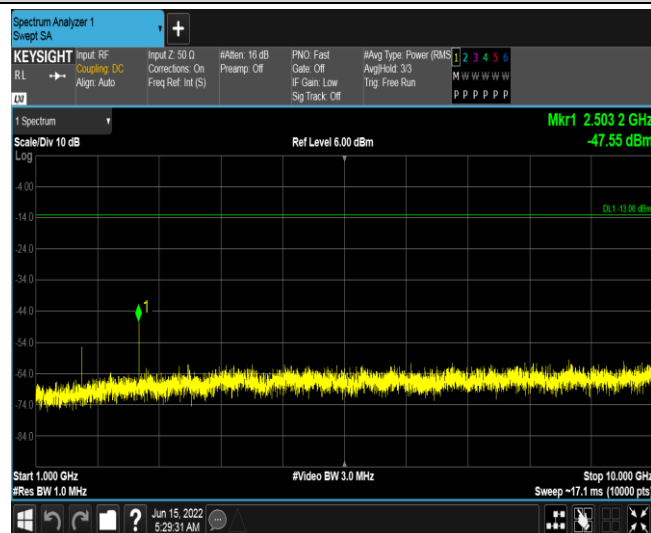 Spectrum Analyzer 1
Swept SA
+
KEYSIGHT
RL
LXI
Input: RF
Coupling: DC
Align: Auto
Input Z: 50 Ω
Corrections: On
Freq Ref: Int (S)
#Atten: 16 dB
Preamp: Off
PNO: Fast
Gate: Off
IF Gain: Low
Sig Track: Off
#Avg Type: Power (RMS
Avg|Hold: 3/3
Trig: Free Run
1 2 3 4 5 6
M W W W W W
P P P P P P
1 Spectrum
Mkr1 2.503 2 GHz
Scale/Div 10 dB
Ref Level 6.00 dBm
-47.55 dBm
Log
-4.00
DL1 -13.00 dBm
-14.0
-24.0
-34.0
-44.0
1
-54.0
-64.0
-74.0
-84.0
Start 1.000 GHz
#Video BW 3.0 MHz
Stop 10.000 GHz
#Res BW 1.0 MHz
Sweep ~17.1 ms (10000 pts)
?
Jun 15, 2022
5:29:31 AM